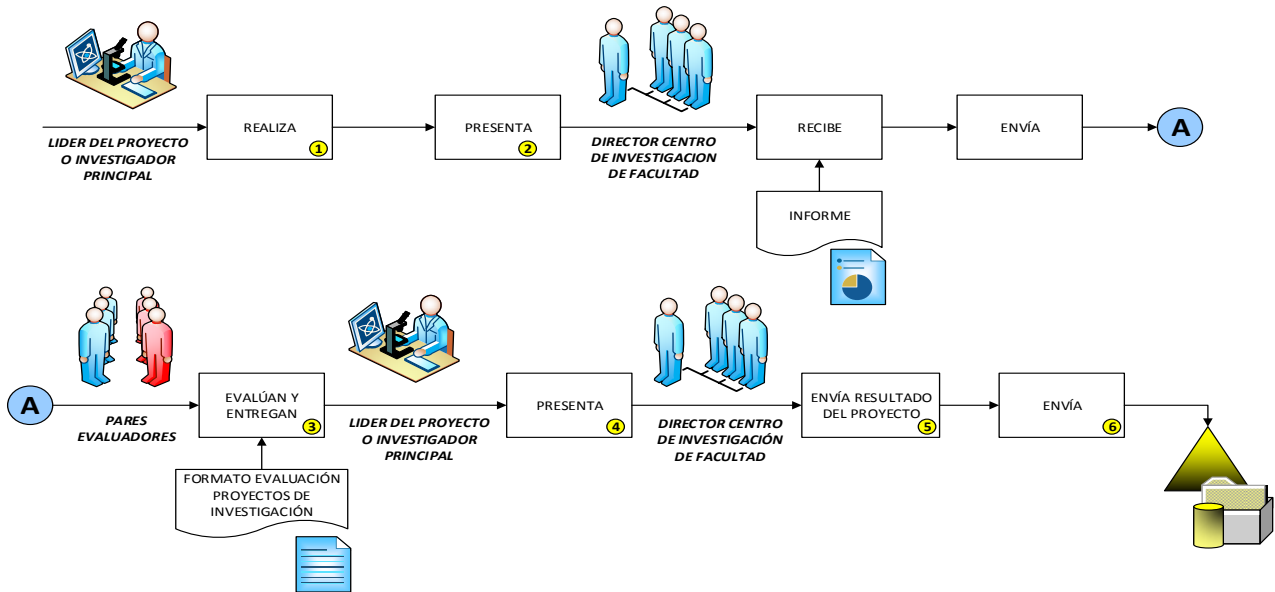 LIDER DEL PROYECTO
O INVESTIGADOR
PRINCIPAL
REALIZA
1
PRESENTA
2
DIRECTOR CENTRO
DE INVESTIGACION
DE FACULTAD
RECIBE
ENVÍA
A
INFORME
A
PARES
EVALUADORES
EVALÚAN Y
ENTREGAN
3
LIDER DEL PROYECTO
O INVESTIGADOR
PRINCIPAL
PRESENTA
4
DIRECTOR CENTRO
DE INVESTIGACIÓN
DE FACULTAD
ENVÍA RESULTADO
DEL PROYECTO
5
ENVÍA
6
FORMATO EVALUACIÓN
PROYECTOS DE
INVESTIGACIÓN